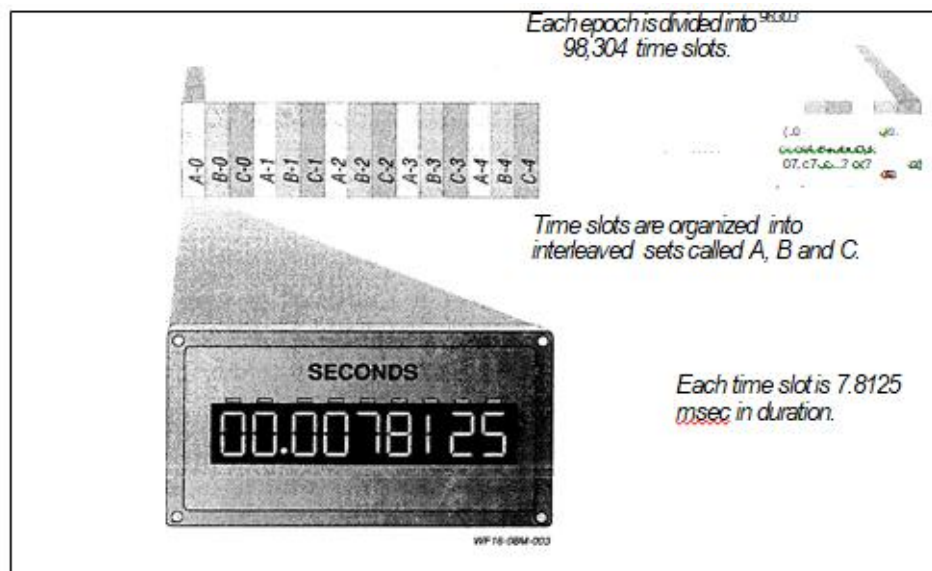 Each epoch is divided into 98303
98,304 time slots.
A-0 B-0 C-0 A-1 B-1 C-1 A-2 B-2 C-2 A-3 B-3 C-3 A-4 B-4 C-4
Time slots are organized into
interleaved sets called A, B and C.
SECONDS
00.0078125
Each time slot is 7.8125
msec in duration.
WF16-0BM-003